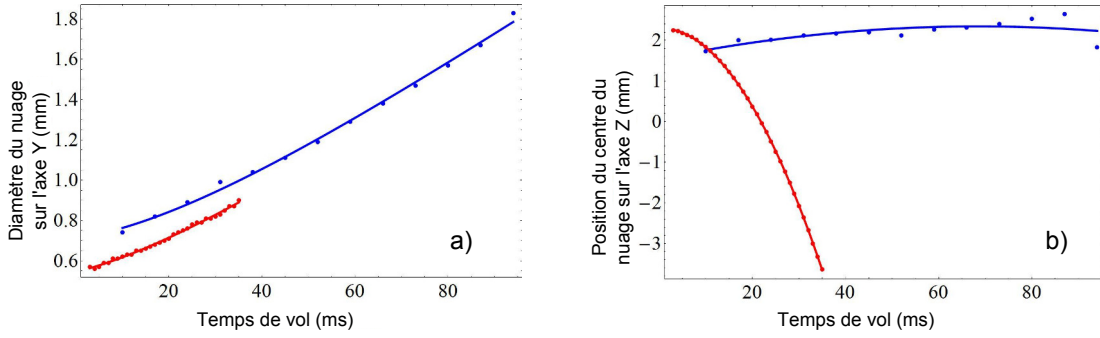 Diamètre du nuage
sur l'axe Y (mm)
1.8
1.6
1.4
1.2
1.0
0.8
0.6
a)
20
40
60
80
Temps de vol (ms)
Position du centre du
nuage sur l'axe Z (mm)
2
1
0
−1
−2
−3
b)
20
40
60
80
Temps de vol (ms)